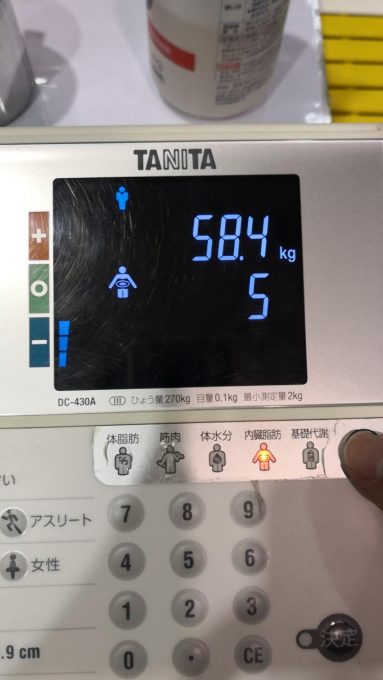 TANITA
58.4 kg
+
5
−
DC-430A Ⅲ ひょう量270kg 目量0.1kg 最小測定量2kg
体脂肪 筋肉 体水分 内臓脂肪 基礎代謝
%
アスリート
7 8 9
女性
4 5 6
1 2 3
.9 cm
0 • CE
決定